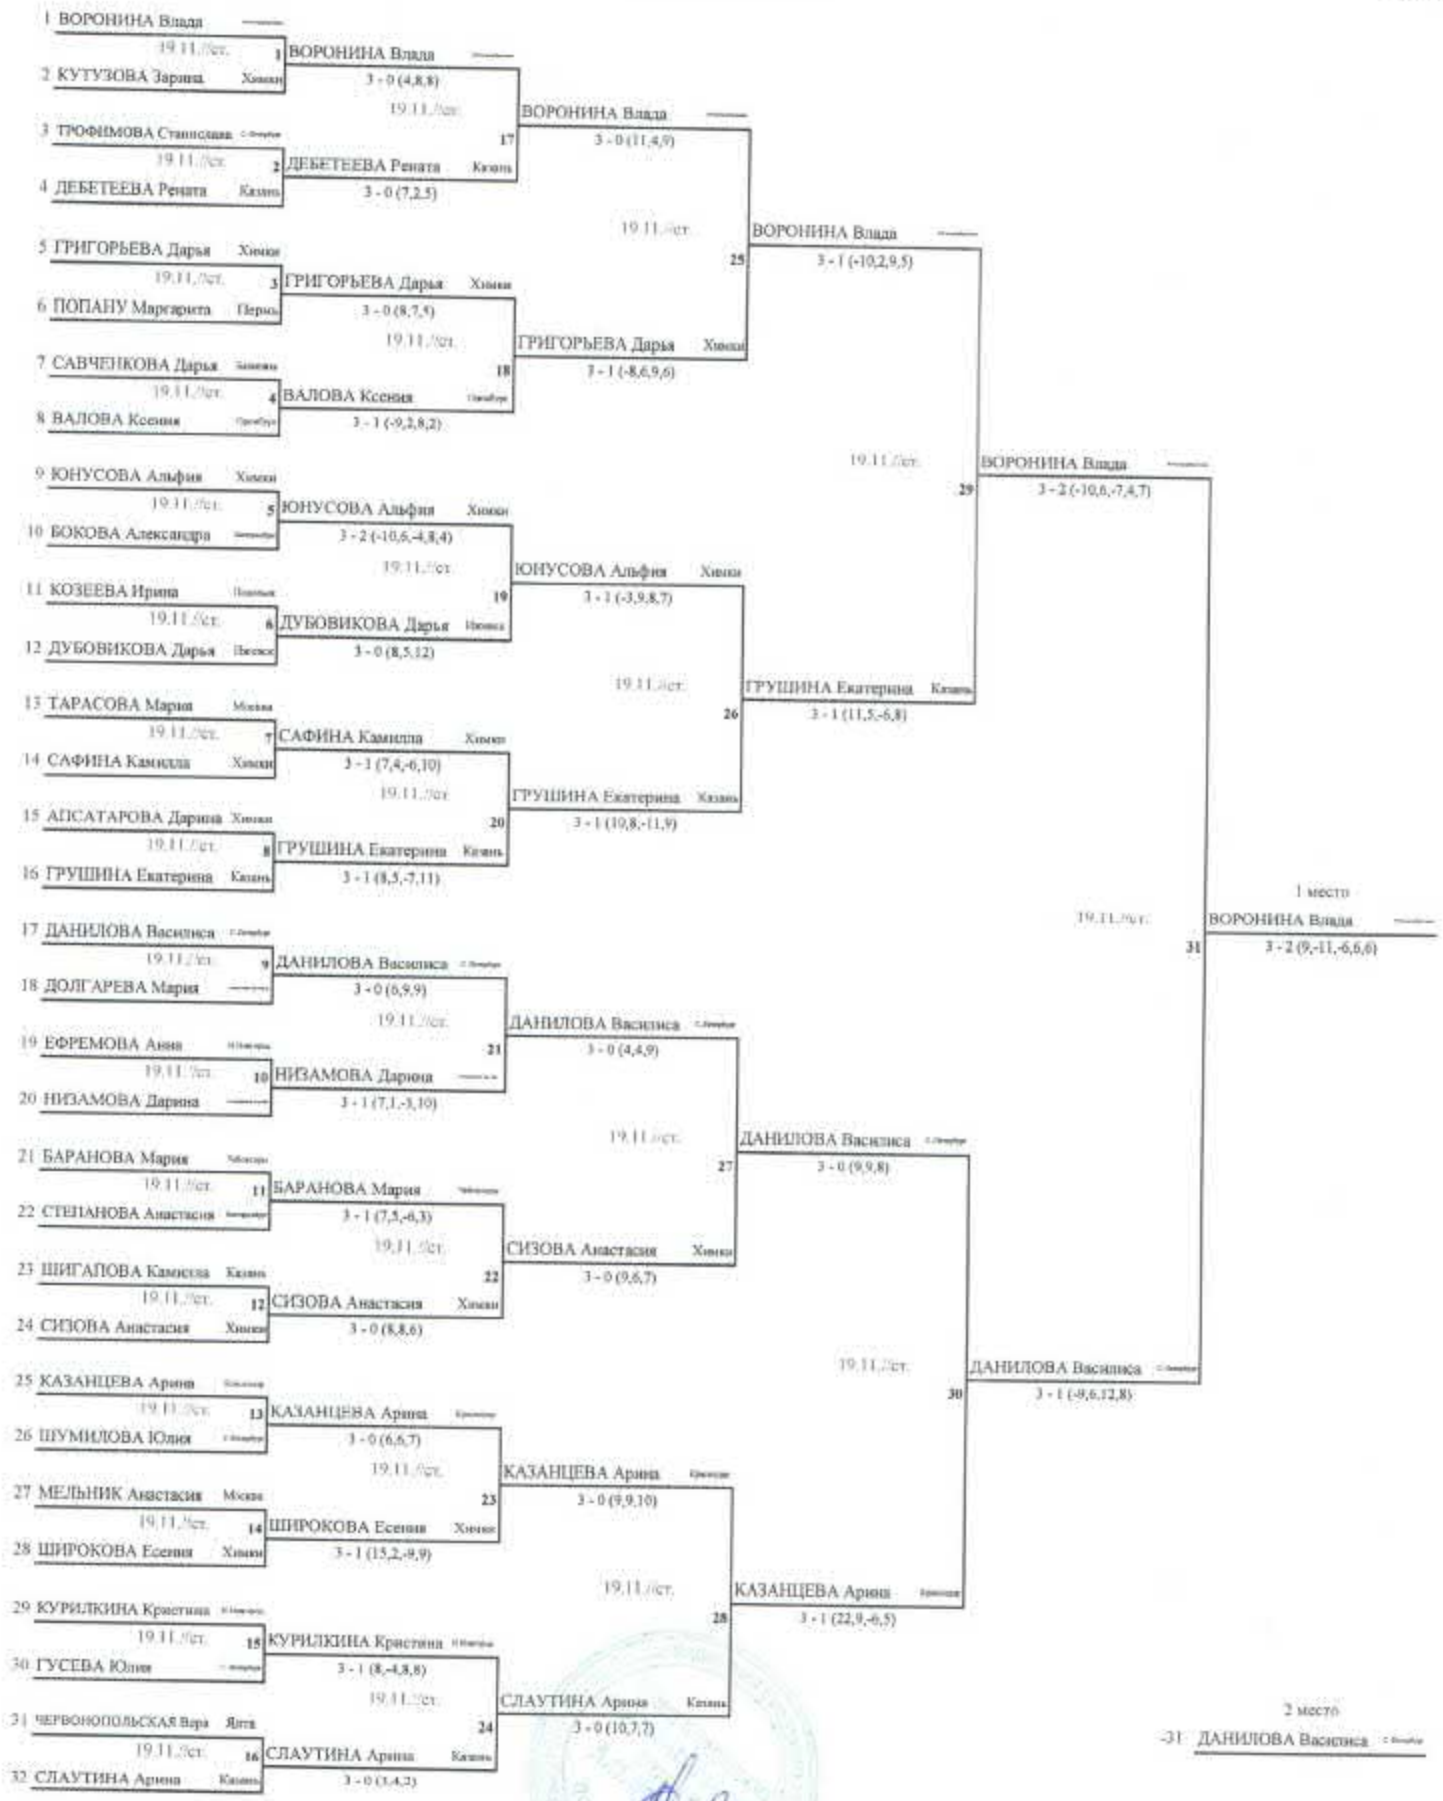 1 ВОРОНИНА Влада
19.11.//ст. 1 ВОРОНИНА Влада
2 КУТУЗОВА Зарина Химки 3 - 0 (4,8,8)
19.11.//ст. 17 ВОРОНИНА Влада
3 ТРОФИМОВА Станислава 3 - 0 (11,4,9)
19.11.//ст. 2 ДЕБЕТЕЕВА Рената Казань
4 ДЕБЕТЕЕВА Рената Казань 3 - 0 (7,2,5)
19.11.//ст. 25 ВОРОНИНА Влада
3 - 1 (-10,2,9,5)
5 ГРИГОРЬЕВА Дарья Химки
19.11.//ст. 3 ГРИГОРЬЕВА Дарья Химки
6 ПОПАНУ Маргарита Пермь 3 - 0 (8,7,5)
19.11.//ст. 18 ГРИГОРЬЕВА Дарья Химки
7 САВЧЕНКОВА Дарья 3 - 1 (-8,6,9,6)
19.11.//ст. 4 ВАЛОВА Ксения
8 ВАЛОВА Ксения 3 - 1 (-9,2,8,2)
19.11.//ст. 29 ВОРОНИНА Влада
3 - 2 (-10,6,-7,4,7)
9 ЮНУСОВА Альфия Химки
19.11.//ст. 5 ЮНУСОВА Альфия Химки
10 БОКОВА Александра 3 - 2 (-10,6,-4,8,4)
19.11.//ст. 19 ЮНУСОВА Альфия Химки
11 КОЗЕЕВА Ирина 3 - 1 (-3,9,8,7)
19.11.//ст. 6 ДУБОВИКОВА Дарья Ижевск
12 ДУБОВИКОВА Дарья Ижевск 3 - 0 (8,5,12)
19.11.//ст. 26 ГРУШИНА Екатерина Казань
3 - 1 (11,5,-6,8)
13 ТАРАСОВА Мария Москва
19.11.//ст. 7 САФИНА Камилла Химки
14 САФИНА Камилла Химки 3 - 1 (7,4,-6,10)
19.11.//ст. 20 ГРУШИНА Екатерина Казань
15 АПСАТАРОВА Дарина Химки 3 - 1 (10,8,-11,9)
19.11.//ст. 8 ГРУШИНА Екатерина Казань
16 ГРУШИНА Екатерина Казань 3 - 1 (8,5,-7,11)
1 место
19.11.//ст. 31 ВОРОНИНА Влада
3 - 2 (9,-11,-6,6,6)
17 ДАНИЛОВА Василиса
19.11.//ст. 9 ДАНИЛОВА Василиса
18 ДОЛГАРЕВА Мария 3 - 0 (6,9,9)
19.11.//ст. 21 ДАНИЛОВА Василиса
19 ЕФРЕМОВА Анна 3 - 0 (4,4,9)
19.11.//ст. 10 НИЗАМОВА Дарина
20 НИЗАМОВА Дарина 3 - 1 (7,1,-3,10)
19.11.//ст. 27 ДАНИЛОВА Василиса
3 - 0 (9,9,8)
21 БАРАНОВА Мария
19.11.//ст. 11 БАРАНОВА Мария
22 СТЕПАНОВА Анастасия 3 - 1 (7,5,-6,3)
19.11.//ст. 22 СИЗОВА Анастасия Химки
23 ШИГАПОВА Камилла Казань 3 - 0 (9,6,7)
19.11.//ст. 12 СИЗОВА Анастасия Химки
24 СИЗОВА Анастасия Химки 3 - 0 (8,8,6)
19.11.//ст. 30 ДАНИЛОВА Василиса
3 - 1 (-9,6,12,8)
25 КАЗАНЦЕВА Арина
19.11.//ст. 13 КАЗАНЦЕВА Арина
26 ШУМИЛОВА Юлия 3 - 0 (6,6,7)
19.11.//ст. 23 КАЗАНЦЕВА Арина
27 МЕЛЬНИК Анастасия Москва 3 - 0 (9,9,10)
19.11.//ст. 14 ШИРОКОВА Есения Химки
28 ШИРОКОВА Есения Химки 3 - 1 (15,2,-9,9)
19.11.//ст. 28 КАЗАНЦЕВА Арина
3 - 1 (22,9,-6,5)
29 КУРИЛКИНА Кристина
19.11.//ст. 15 КУРИЛКИНА Кристина
30 ГУСЕВА Юлия 3 - 1 (8,-4,8,8)
19.11.//ст. 24 СЛАУТИНА Арина Казань
31 ЧЕРВОНОПОЛЬСКАЯ Вера Ялта 3 - 0 (10,7,7)
19.11.//ст. 16 СЛАУТИНА Арина Казань
32 СЛАУТИНА Арина Казань 3 - 0 (3,4,2)
2 место
-31 ДАНИЛОВА Василиса